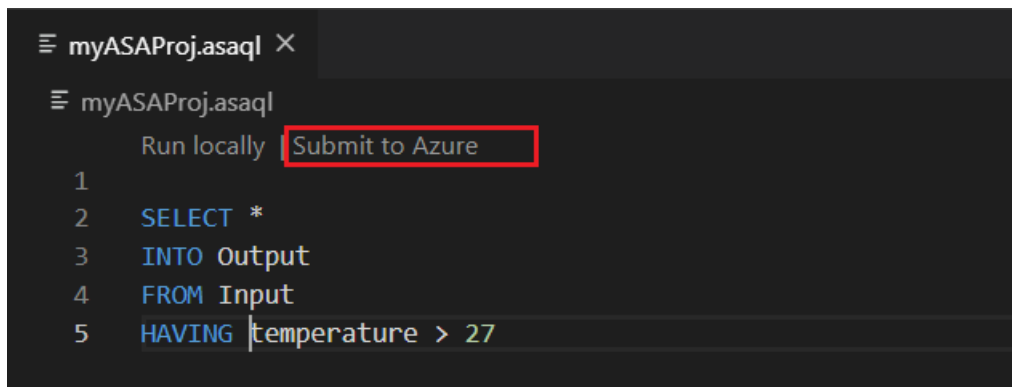 myASAProj.asaql
myASAProj.asaql
Run locally | Submit to Azure
1
2 SELECT *
3 INTO Output
4 FROM Input
5 HAVING temperature > 27